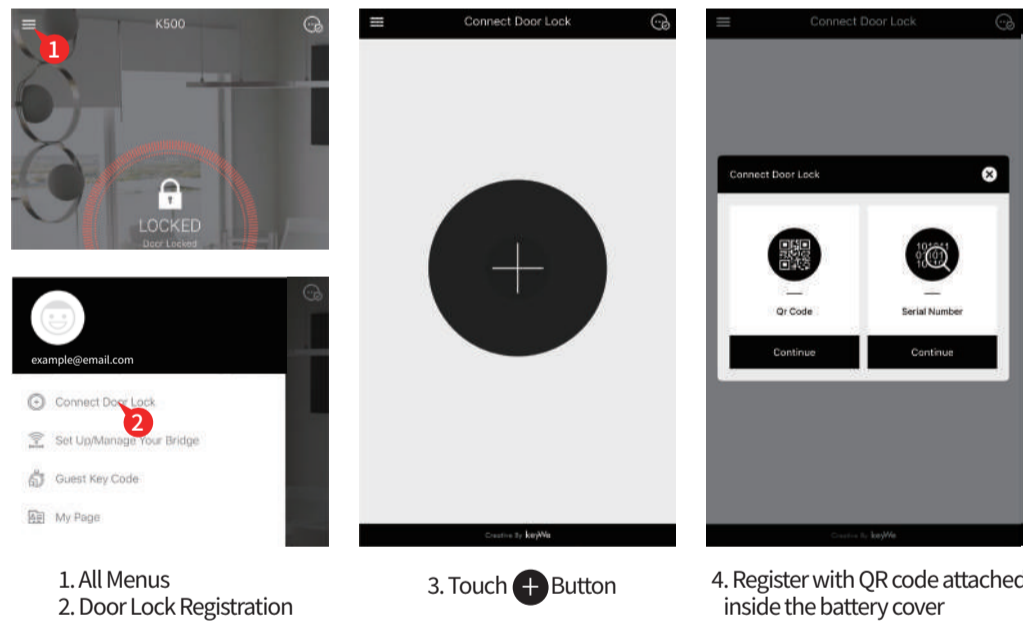 K500
1
LOCKED
Door Locked
example@email.com
Connect Door Lock
2
Set Up/Manage Your Bridge
Guest Key Code
My Page
1. All Menus
2. Door Lock Registration
Connect Door Lock
Creative By keyWe
3. Touch + Button
Connect Door Lock
Connect Door Lock
Qr Code
Continue
101011
Serial Number
Continue
Creative By keyWe
4. Register with QR code attached
inside the battery cover